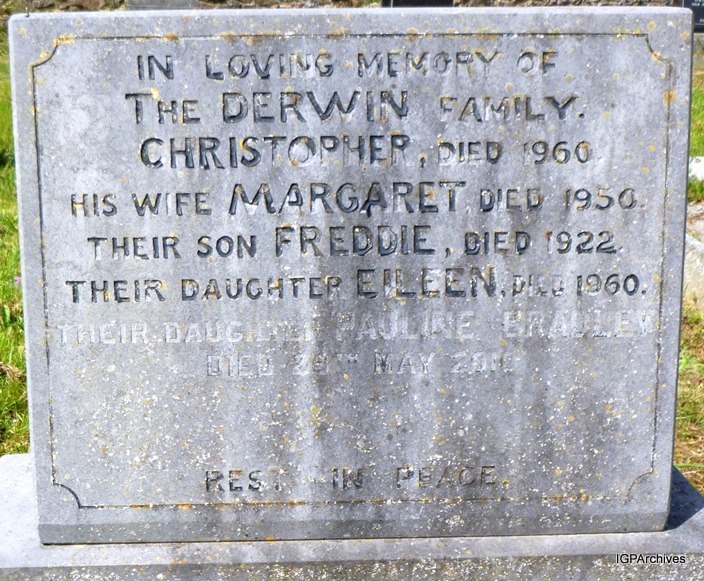 IN LOVING MEMORY OF
THE DERWIN FAMILY.
CHRISTOPHER, DIED 1960.
HIS WIFE MARGARET, DIED 1950.
THEIR SON FREDDIE, DIED 1922.
THEIR DAUGHTER EILEEN, DIED 1960.
THEIR DAUGHTER PAULINE BRADLEY
DIED 29TH MAY
REST IN PEACE.
IGPArchives